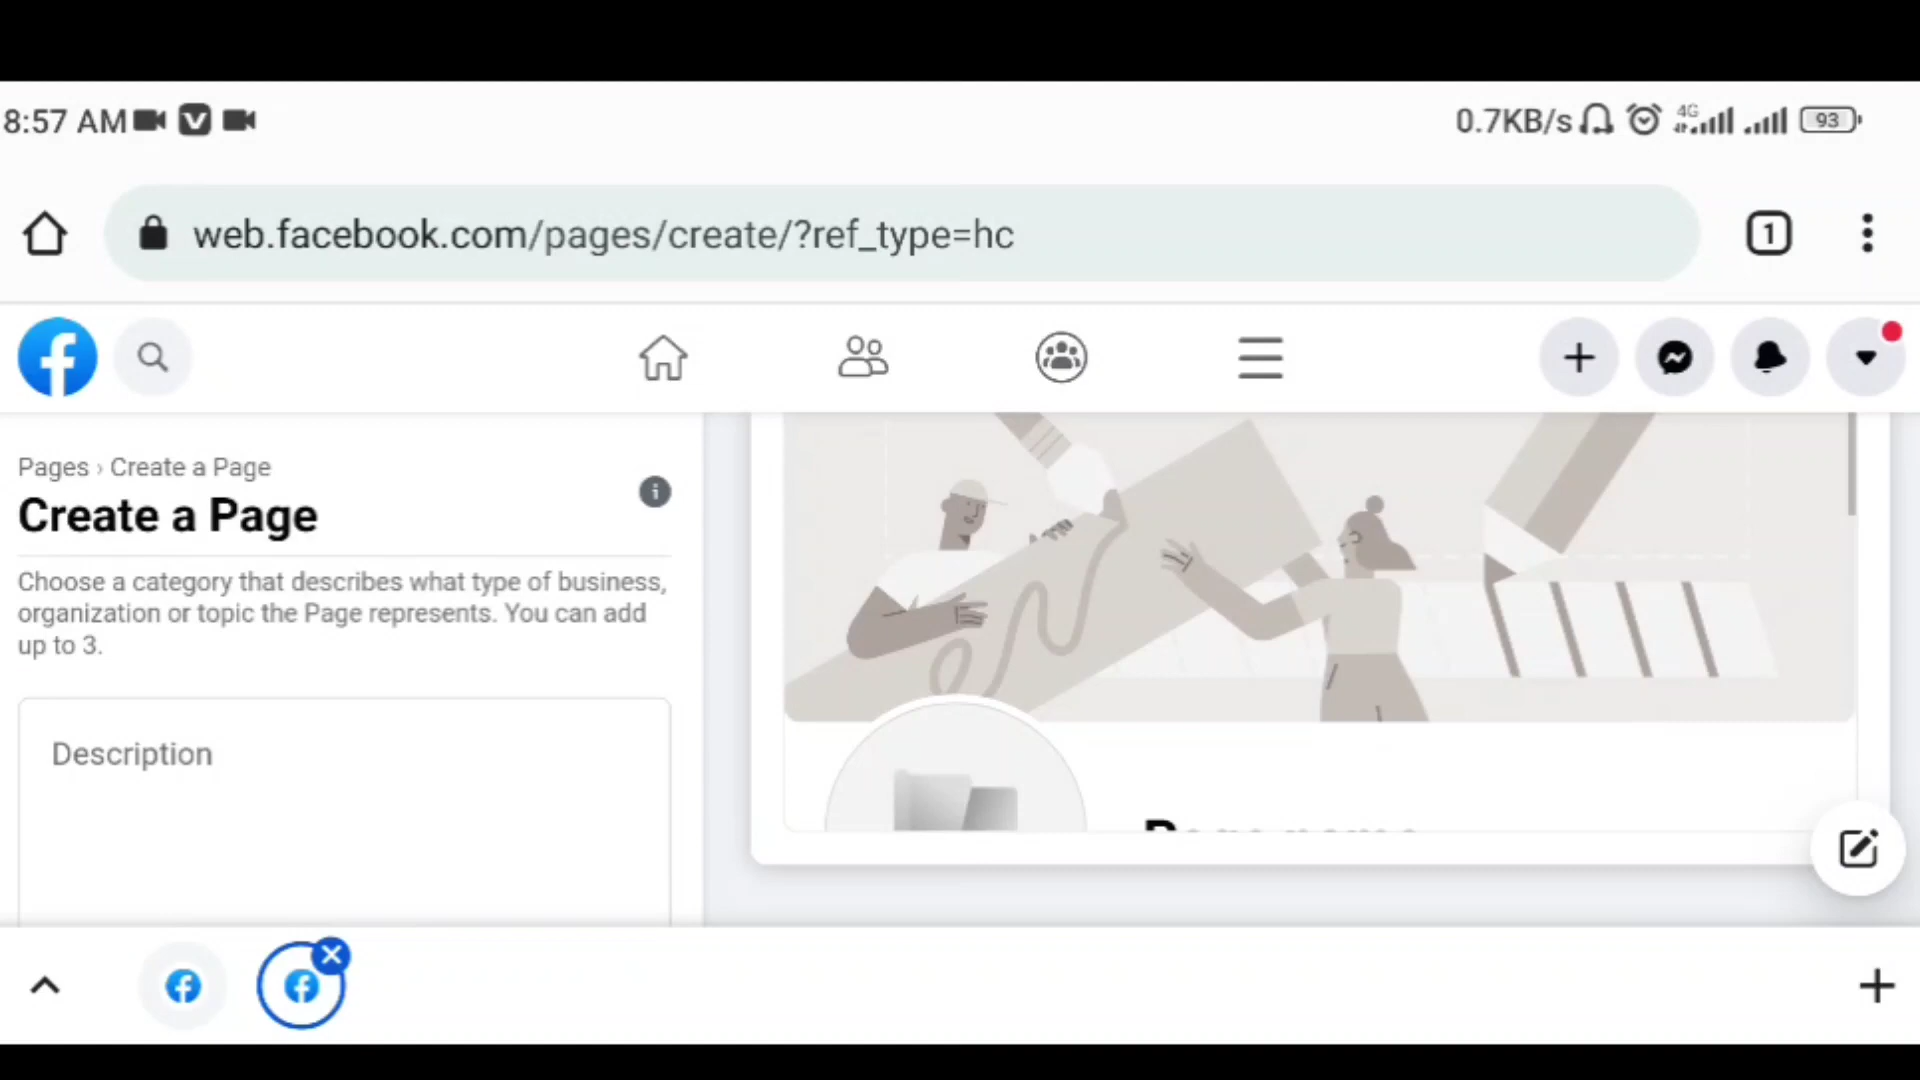 8:57 AM
0.7KB/s 4G 93
web.facebook.com/pages/create/?ref_type=hc
1
Pages › Create a Page
Create a Page
Choose a category that describes what type of business,
organization or topic the Page represents. You can add
up to 3.
Description